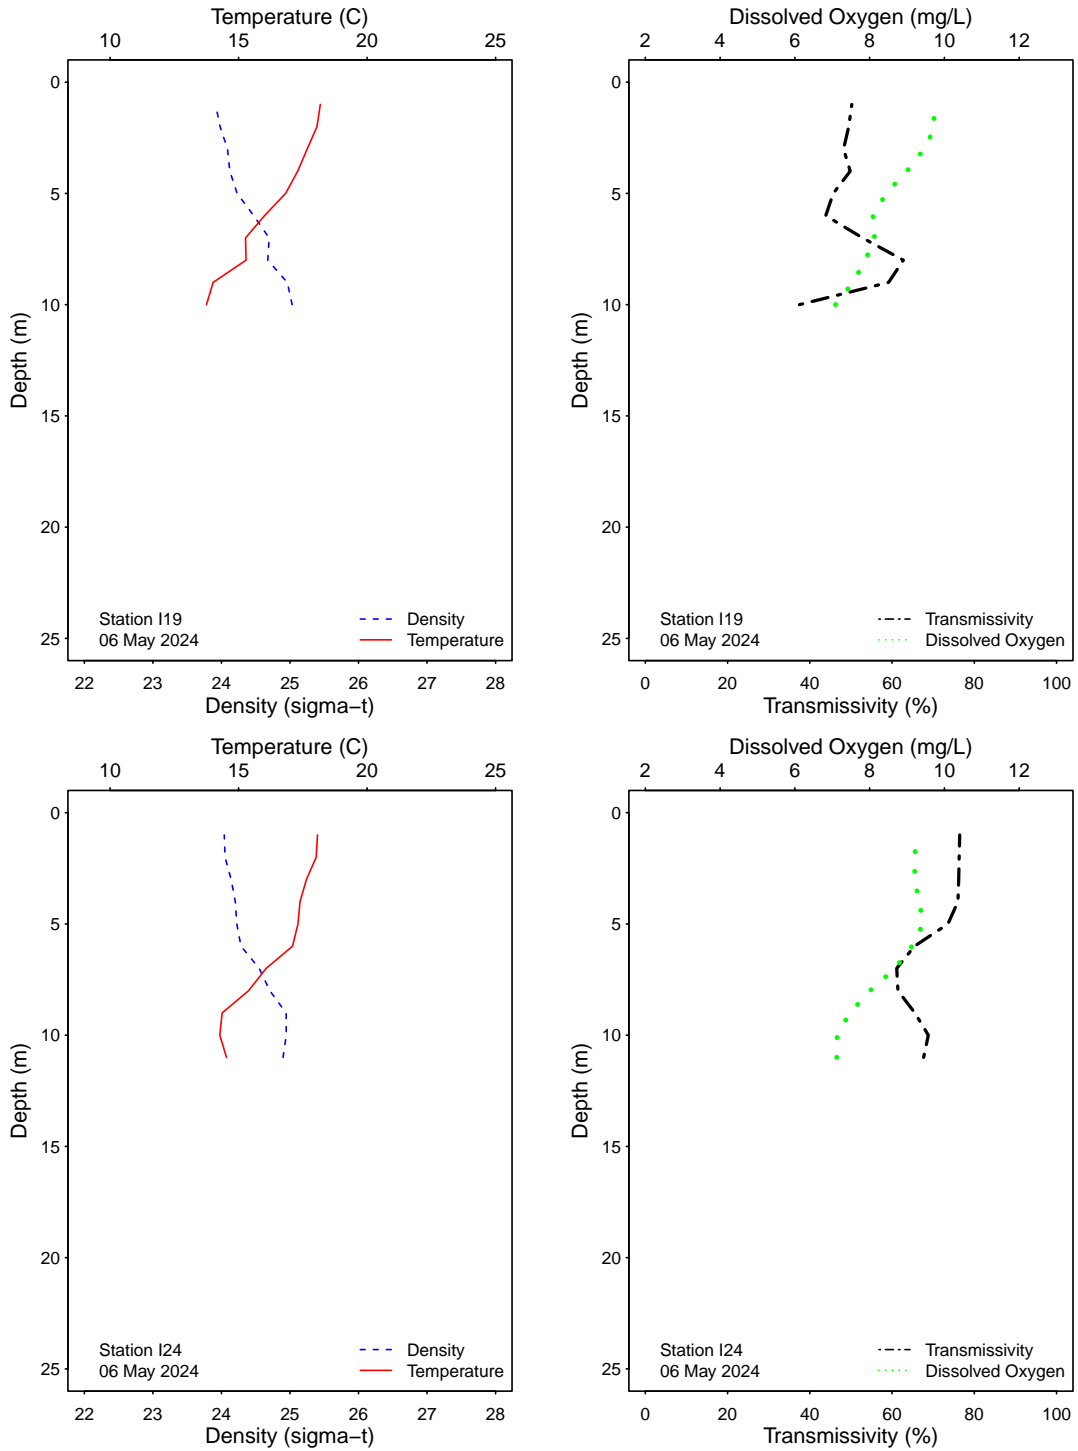 Temperature (C)
10 15 20 25
0
5
10
15
20
25
Depth (m)
Station I19
06 May 2024
Density
Temperature
22 23 24 25 26 27 28
Density (sigma−t)
Dissolved Oxygen (mg/L)
2 4 6 8 10 12
0
5
10
15
20
25
Depth (m)
Station I19
06 May 2024
Transmissivity
Dissolved Oxygen
0 20 40 60 80 100
Transmissivity (%)
Temperature (C)
10 15 20 25
0
5
10
15
20
25
Depth (m)
Station I24
06 May 2024
Density
Temperature
22 23 24 25 26 27 28
Density (sigma−t)
Dissolved Oxygen (mg/L)
2 4 6 8 10 12
0
5
10
15
20
25
Depth (m)
Station I24
06 May 2024
Transmissivity
Dissolved Oxygen
0 20 40 60 80 100
Transmissivity (%)